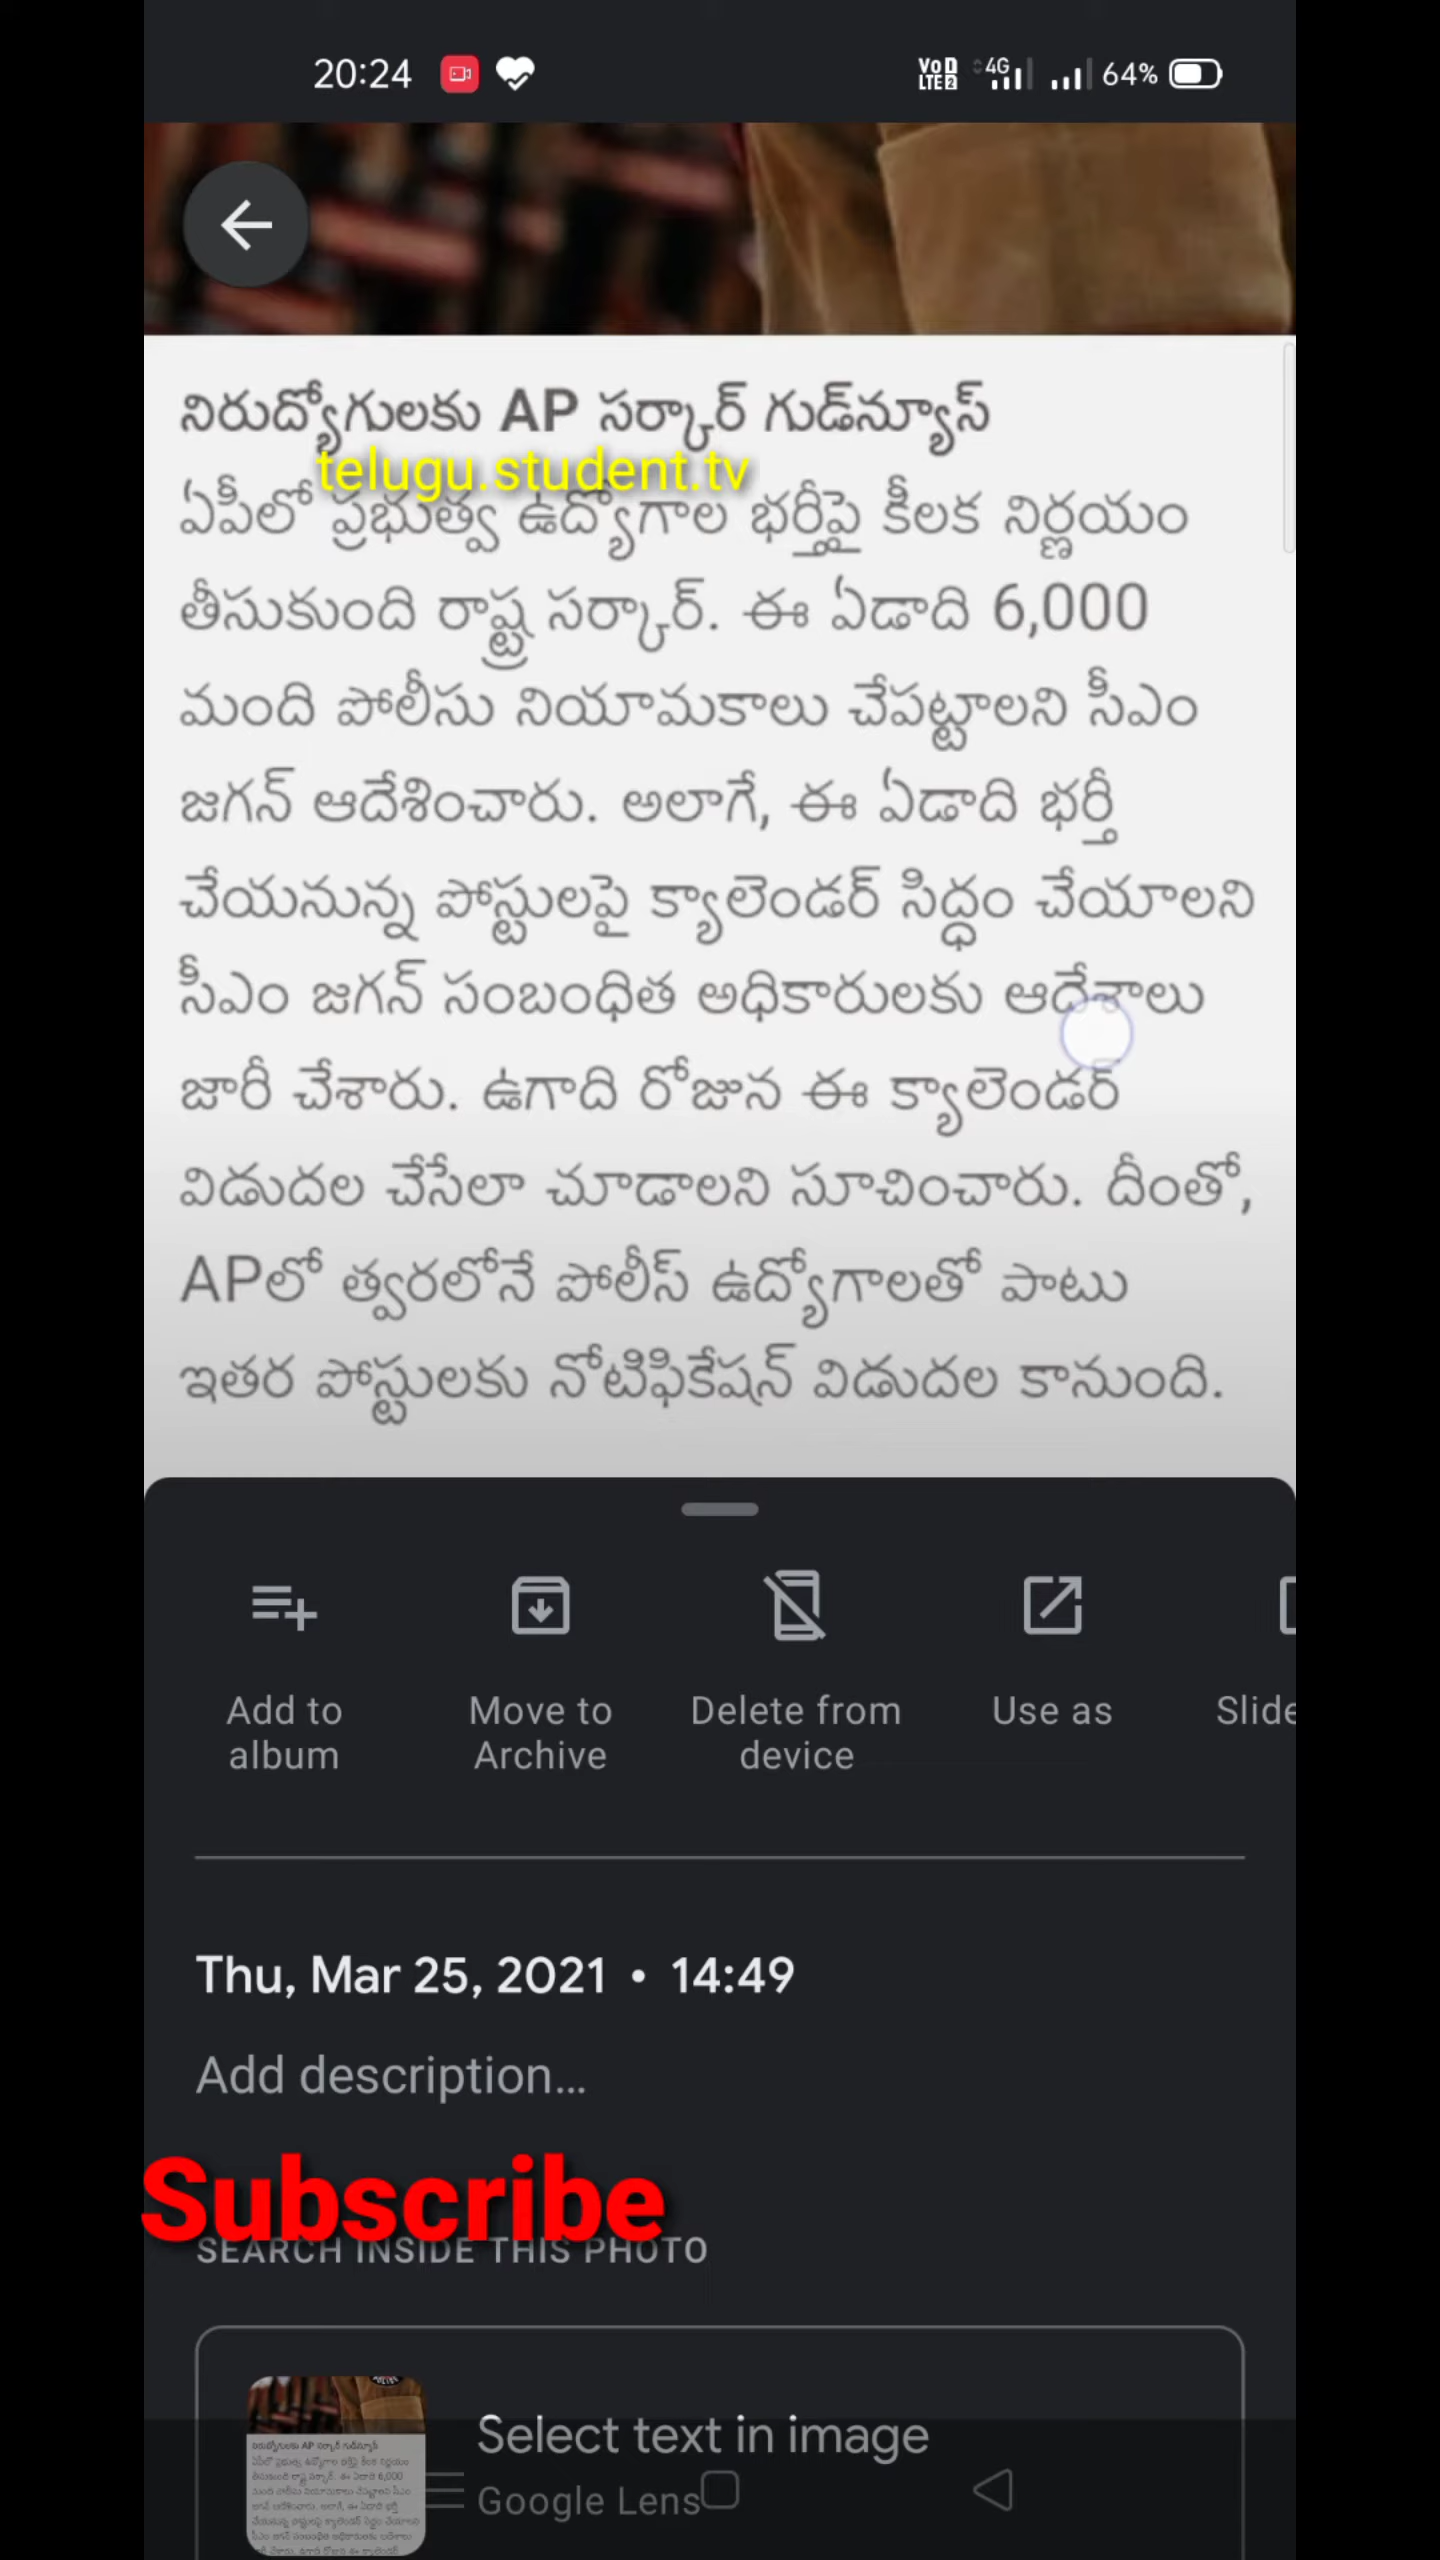 20:24
Vo LTE 2 4G 64%
నిరుద్యోగులకు AP సర్కార్ గుడ్‌న్యూస్
telugu.student.tv
ఏపీలో ప్రభుత్వ ఉద్యోగాల భర్తీపై కీలక నిర్ణయం
తీసుకుంది రాష్ట్ర సర్కార్. ఈ ఏడాది 6,000
మంది పోలీసు నియామకాలు చేపట్టాలని సీఎం
జగన్ ఆదేశించారు. అలాగే, ఈ ఏడాది భర్తీ
చేయనున్న పోస్టులపై క్యాలెండర్ సిద్ధం చేయాలని
సీఎం జగన్ సంబంధిత అధికారులకు ఆదేశాలు
జారీ చేశారు. ఉగాది రోజున ఈ క్యాలెండర్
విడుదల చేసేలా చూడాలని సూచించారు. దీంతో,
APలో త్వరలోనే పోలీస్ ఉద్యోగాలతో పాటు
ఇతర పోస్టులకు నోటిఫికేషన్ విడుదల కానుంది.
Add to album
Move to Archive
Delete from device
Use as
Slide
Thu, Mar 25, 2021 • 14:49
Add description...
Subscribe
SEARCH INSIDE THIS PHOTO
Select text in image
Google Lens